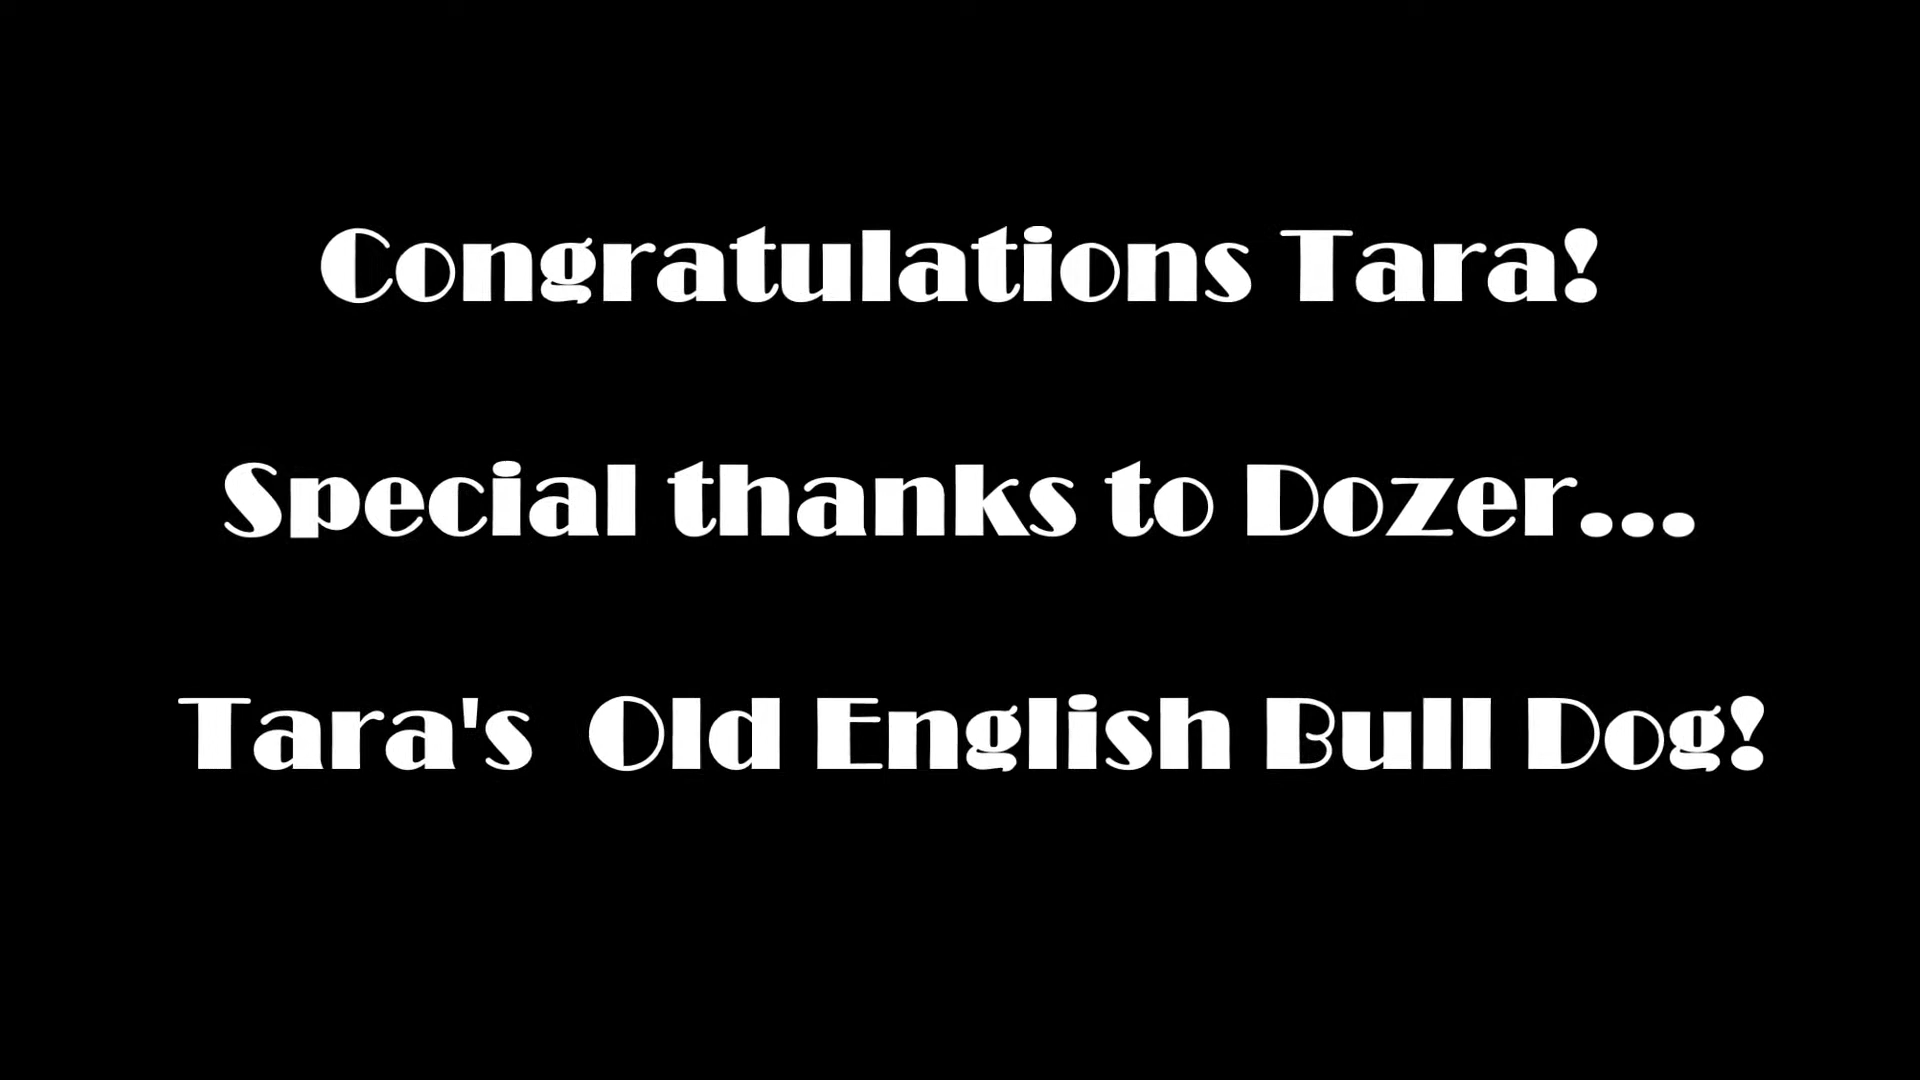 Congratulations Tara!
Special thanks to Dozer...
Tara's  Old English Bull Dog!